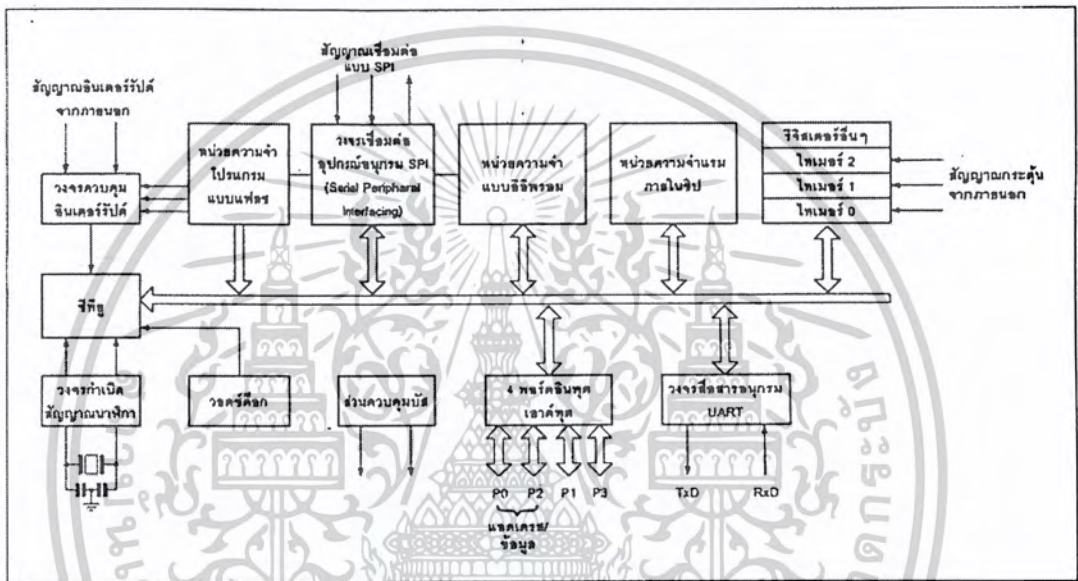 สัญญาณเชื่อมต่อ
แบบ SPI
สัญญาณอินเตอร์รัปต์
จากภายนอก
วงจรควบคุม
อินเตอร์รัปต์
หน่วยความจำ
โปรแกรม
แบบแฟลช
วงจรเชื่อมต่อ
อุปกรณ์อนุกรม SPI
(Serial Peripharal
Interfacing)
หน่วยความจำ
แบบอีอีพรอม
หน่วยความจำแรม
ภายในชิป
รีจิสเตอร์อื่นๆ
ไทเมอร์ 2
ไทเมอร์ 1
ไทเมอร์ 0
สัญญาณกระตุ้น
จากภายนอก
ซีพียู
วงจรกำเนิด
สัญญาณนาฬิกา
วอตช์ด็อก
ส่วนควบคุมบัส
4 พอร์ตอินพุต
เอาต์พุต
วงจรสื่อสารอนุกรม
UART
P0 P2 P1 P3
TxD RxD
แอดเดรส/
ข้อมูล